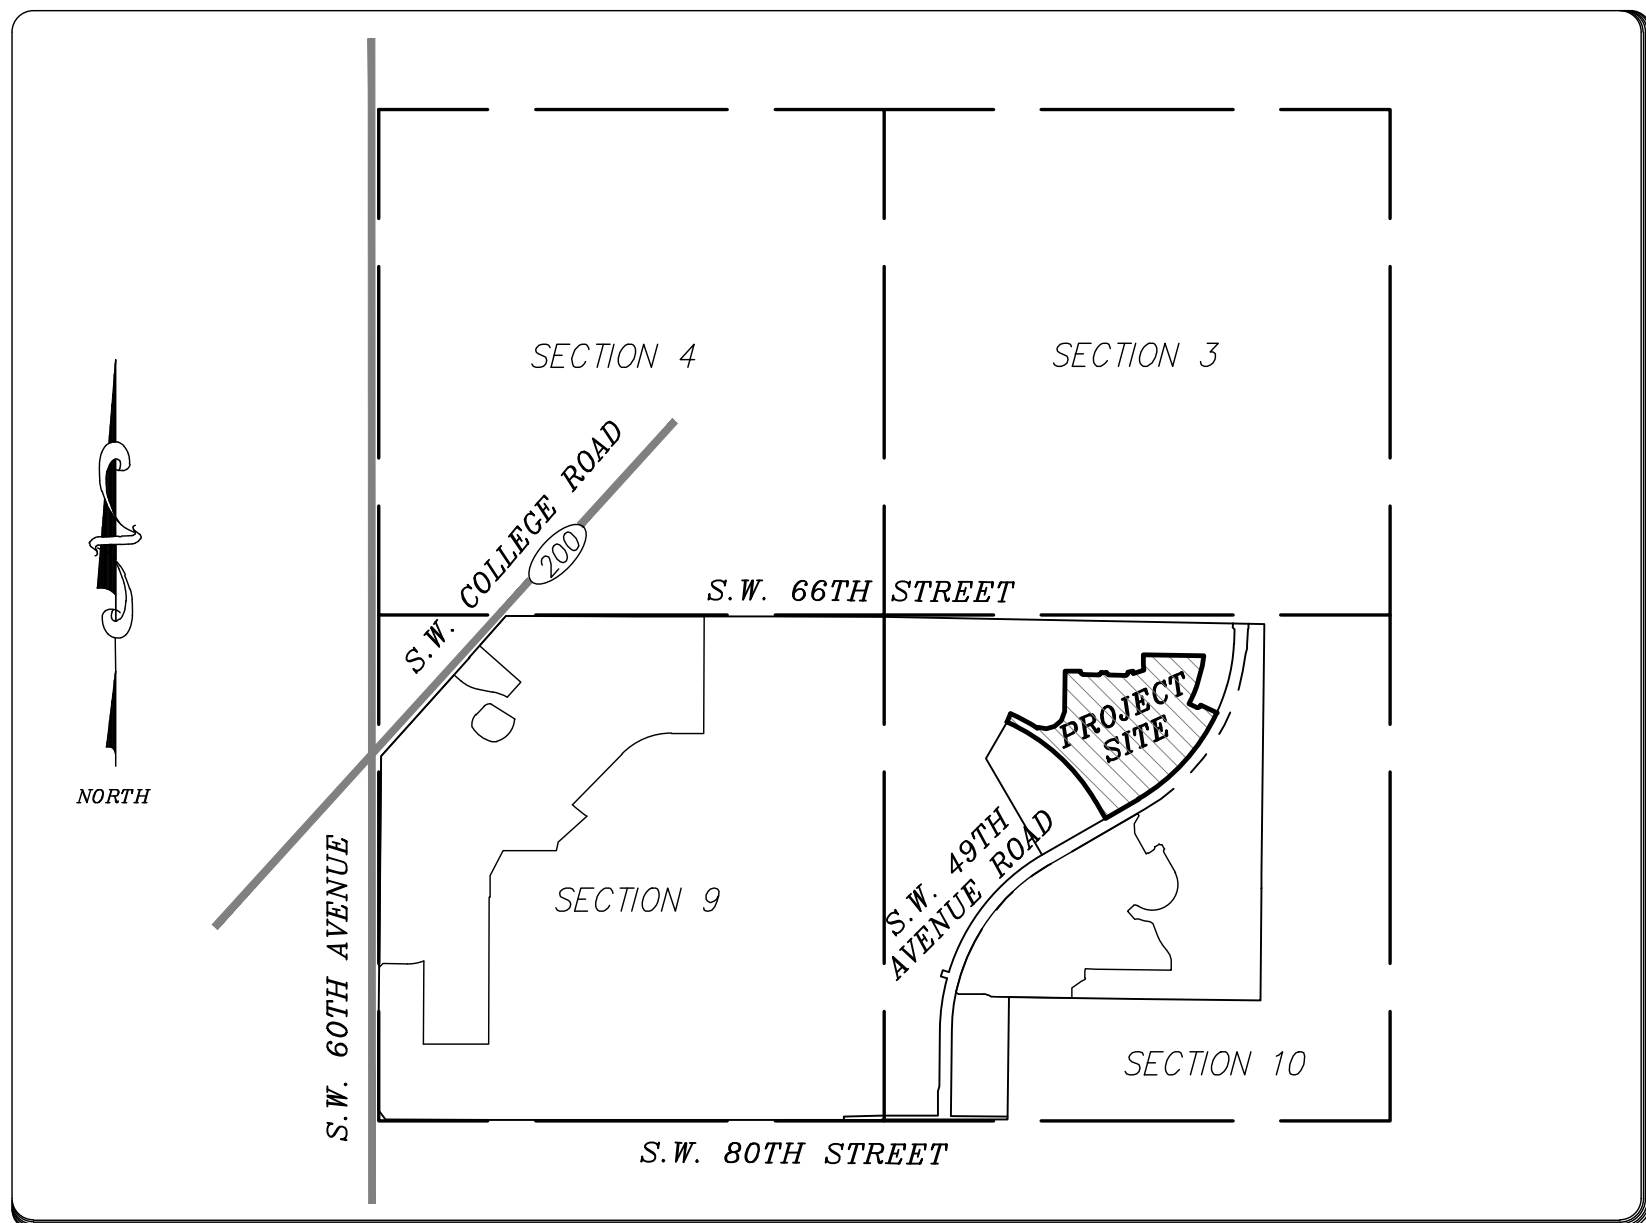 SECTION 4
SECTION 3
S.W. COLLEGE ROAD
200
S.W. 66TH STREET
PROJECT
SITE
NORTH
S.W. 49TH
AVENUE ROAD
S.W. 60TH AVENUE
SECTION 9
SECTION 10
S.W. 80TH STREET